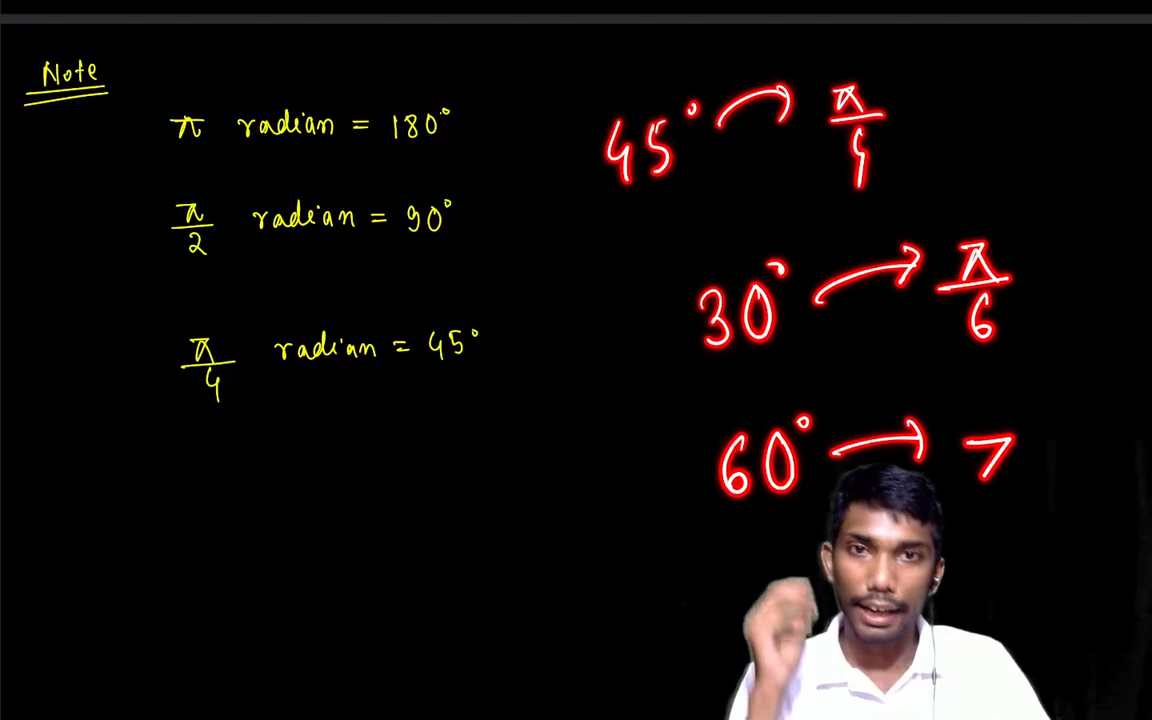 Note
π radian = 180°
π/2 radian = 90°
π/4 radian = 45°
45° → π/4
30° → π/6
60° →